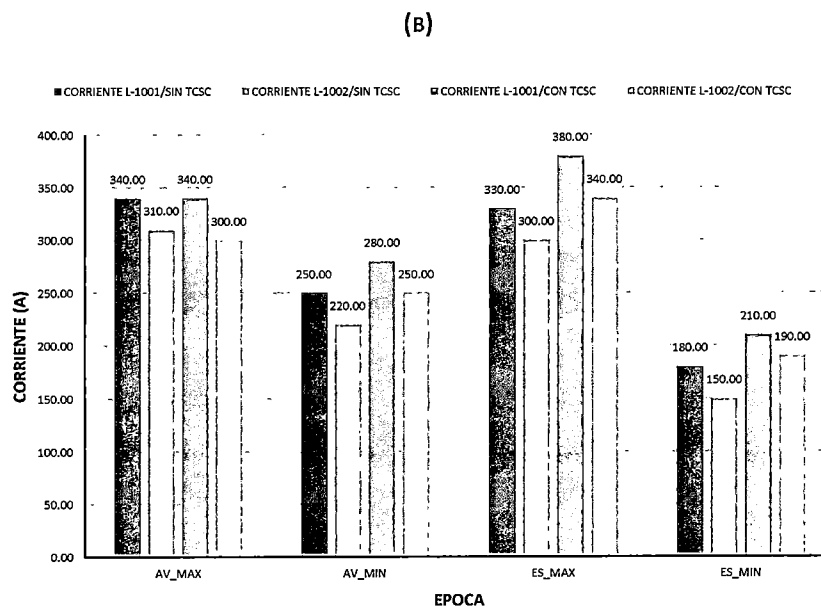 (B)
CORRIENTE L-1001/SIN TCSC CORRIENTE L-1002/SIN TCSC CORRIENTE L-1001/CON TCSC CORRIENTE L-1002/CON TCSC
400.00
350.00
300.00
250.00
200.00
150.00
100.00
50.00
0.00
CORRIENTE (A)
340.00 310.00 340.00 300.00
250.00 220.00 280.00 250.00
330.00 300.00 380.00 340.00
180.00 150.00 210.00 190.00
AV_MAX AV_MIN ES_MAX ES_MIN
EPOCA